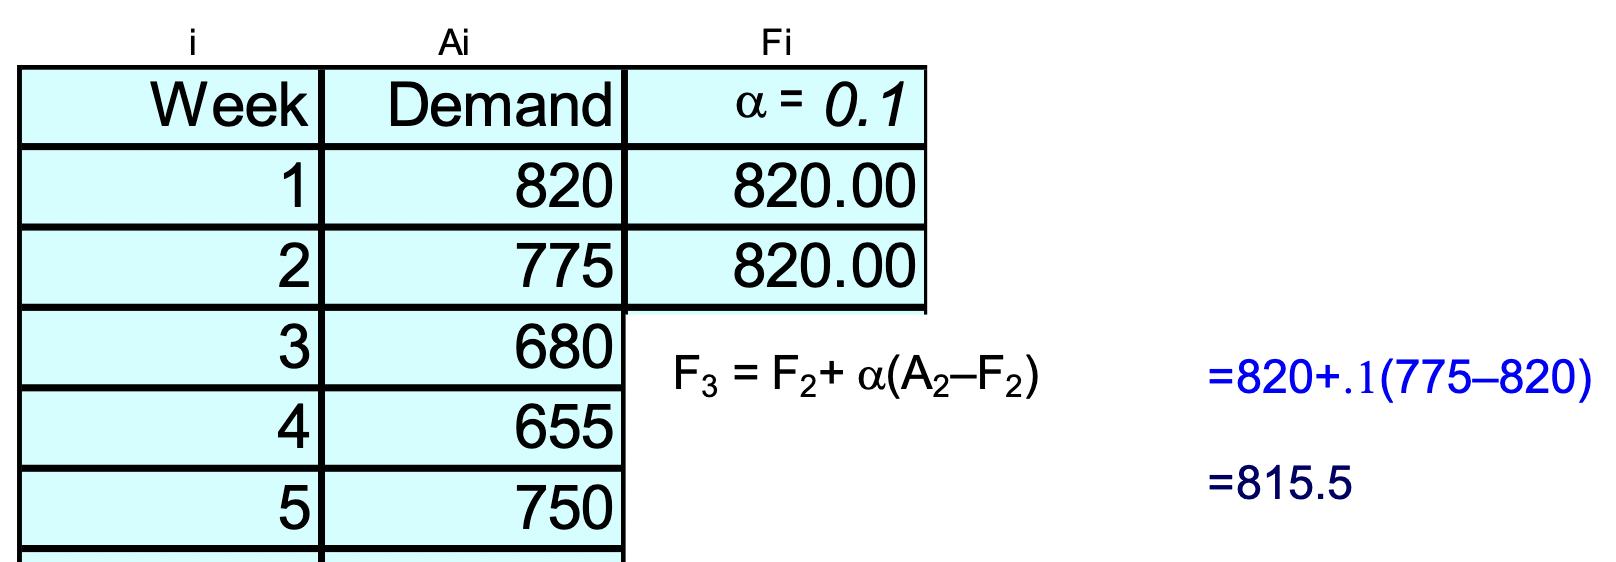 i Ai Fi
Week Demand α = 0.1
1 820 820.00
2 775 820.00
3 680 F₃ = F₂+ α(A₂–F₂) =820+.1(775–820)
4 655
=815.5
5 750